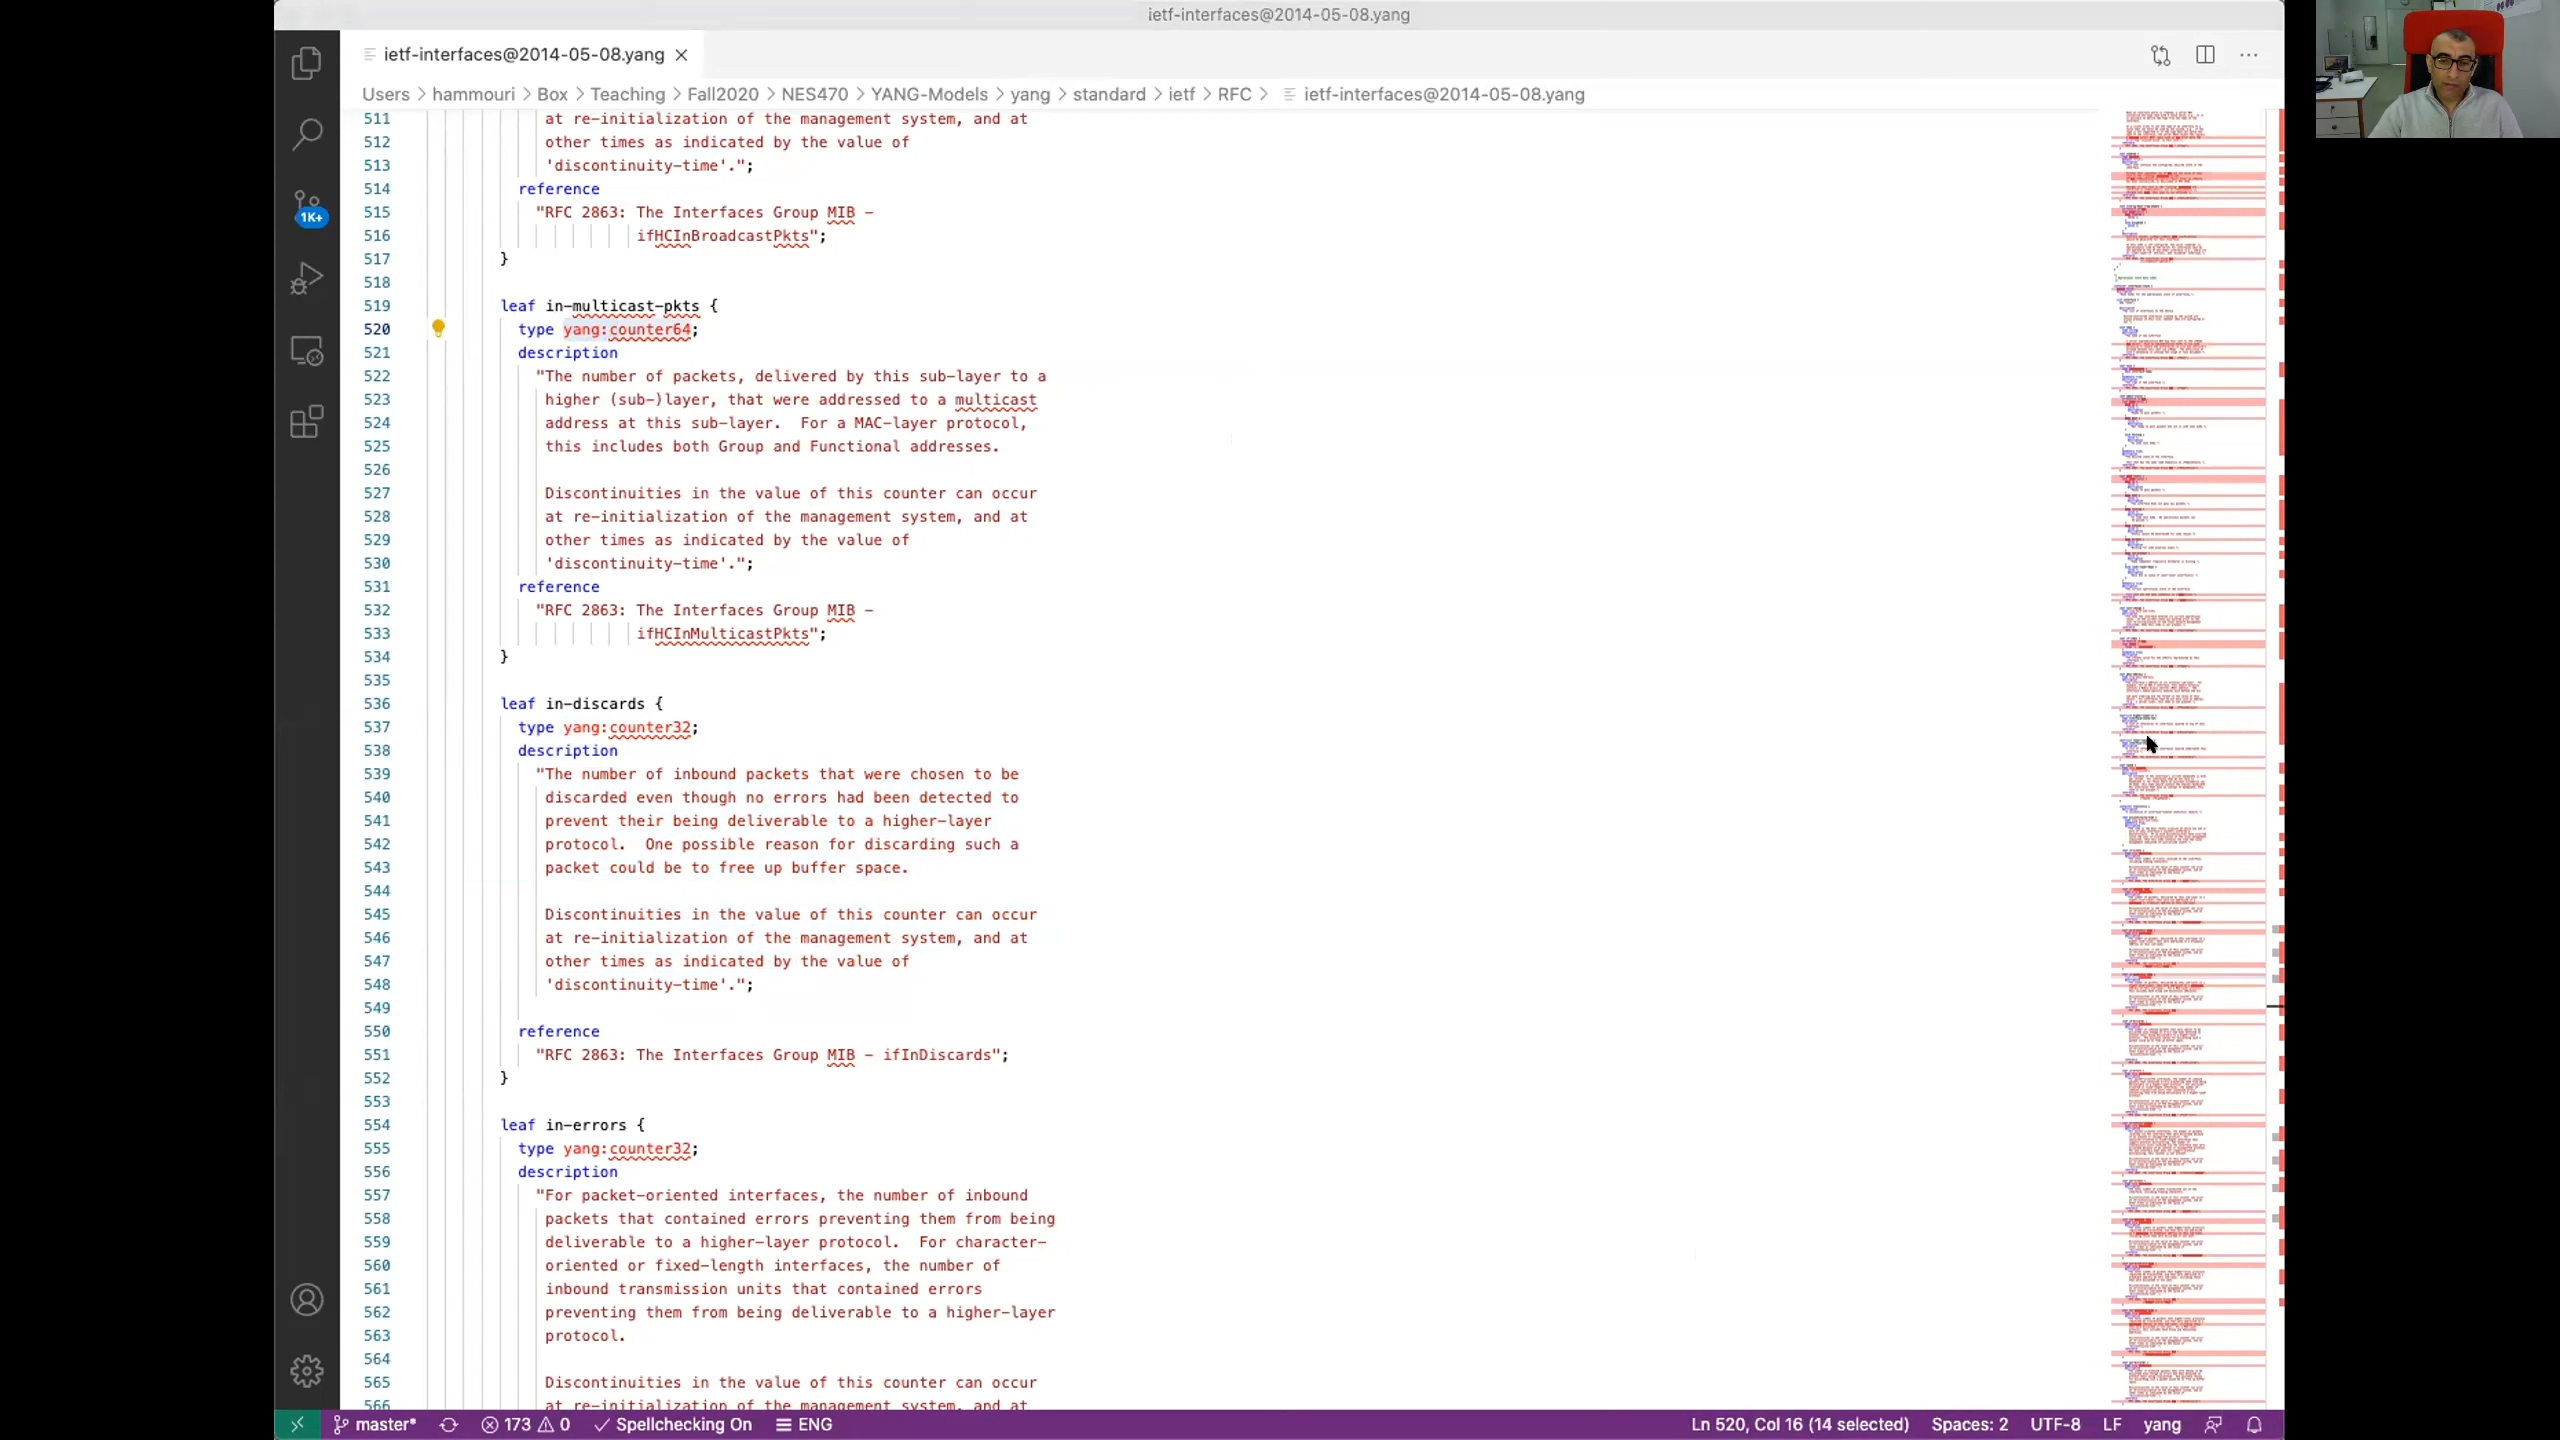 ietf-interfaces@2014-05-08.yang
ietf-interfaces@2014-05-08.yang
Users > hammouri > Box > Teaching > Fall2020 > NES470 > YANG-Models > yang > standard > ietf > RFC > ietf-interfaces@2014-05-08.yang
511 at re-initialization of the management system, and at
512 other times as indicated by the value of
513 'discontinuity-time'.";
514 reference
515 "RFC 2863: The Interfaces Group MIB -
516 ifHCInBroadcastPkts";
517 }
518
519 leaf in-multicast-pkts {
520 type yang:counter64;
521 description
522 "The number of packets, delivered by this sub-layer to a
523 higher (sub-)layer, that were addressed to a multicast
524 address at this sub-layer.  For a MAC-layer protocol,
525 this includes both Group and Functional addresses.
526
527 Discontinuities in the value of this counter can occur
528 at re-initialization of the management system, and at
529 other times as indicated by the value of
530 'discontinuity-time'.";
531 reference
532 "RFC 2863: The Interfaces Group MIB -
533 ifHCInMulticastPkts";
534 }
535
536 leaf in-discards {
537 type yang:counter32;
538 description
539 "The number of inbound packets that were chosen to be
540 discarded even though no errors had been detected to
541 prevent their being deliverable to a higher-layer
542 protocol.  One possible reason for discarding such a
543 packet could be to free up buffer space.
544
545 Discontinuities in the value of this counter can occur
546 at re-initialization of the management system, and at
547 other times as indicated by the value of
548 'discontinuity-time'.";
549
550 reference
551 "RFC 2863: The Interfaces Group MIB - ifInDiscards";
552 }
553
554 leaf in-errors {
555 type yang:counter32;
556 description
557 "For packet-oriented interfaces, the number of inbound
558 packets that contained errors preventing them from being
559 deliverable to a higher-layer protocol.  For character-
560 oriented or fixed-length interfaces, the number of
561 inbound transmission units that contained errors
562 preventing them from being deliverable to a higher-layer
563 protocol.
564
565 Discontinuities in the value of this counter can occur
566 at re-initialization of the management system, and at
1K+
master* 173 0 Spellchecking On ENG Ln 520, Col 16 (14 selected) Spaces: 2 UTF-8 LF yang